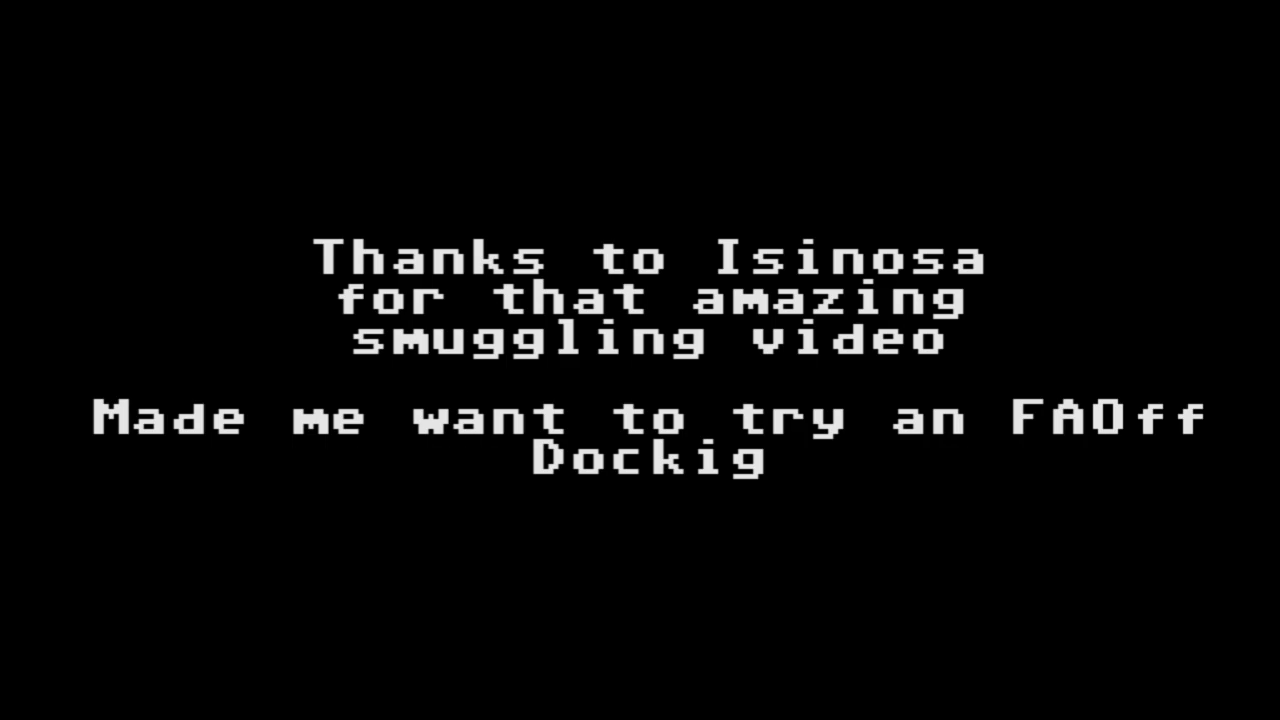 Thanks to Isinosa
for that amazing
smuggling video
Made me want to try an FAOff
Dockig